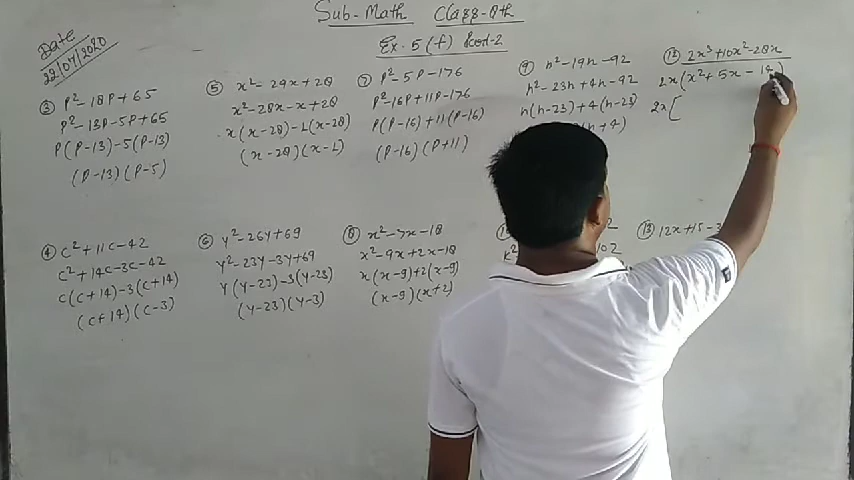 Sub-Math Class-8th
Ex. 5 (f)
Date
22/07/2020
③ P²-18P+65
P²-13P-5P+65
P(P-13)-5(P-13)
(P-13)(P-5)
⑤ x²-29x+28
x²-28x-x+28
x(x-28)-1(x-28)
(x-28)(x-1)
⑦ P²-5P-176
P²-16P+11P-176
P(P-16)+11(P-16)
(P-16)(P+11)
⑨ h²-19h-92
h²-23h+4h-92
h(h-23)+4(h-23)
h+4)
2x³+10x²-28x
2x(x²+5x-14)
2x[
④ C²+11C-42
C²+14C-3C-42
C(C+14)-3(C+14)
(C+14)(C-3)
⑥ Y²-26Y+69
Y²-23Y-3Y+69
Y(Y-23)-3(Y-23)
(Y-23)(Y-3)
⑧ x²-7x-18
x²-9x+2x-18
x(x-9)+2(x-9)
(x-9)(x+2)
2
K² 102
12x+15-3